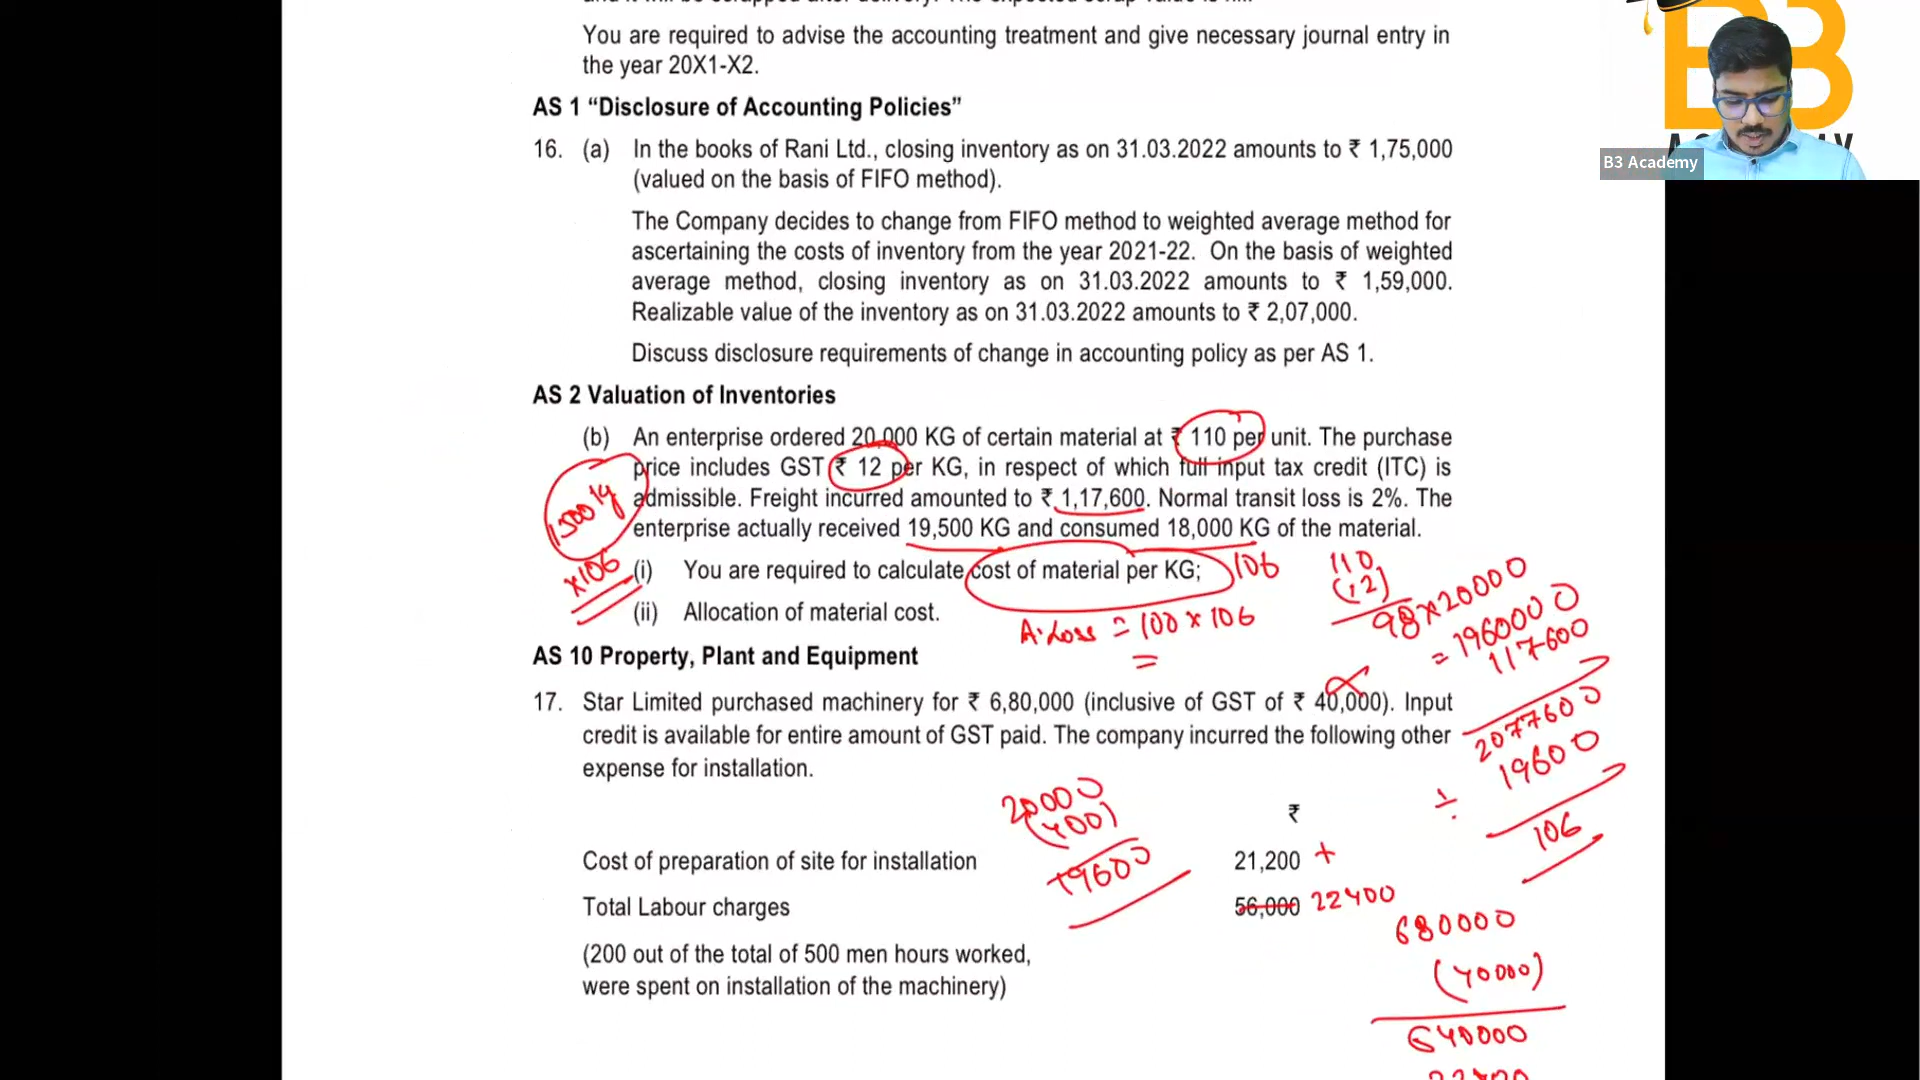 You are required to advise the accounting treatment and give necessary journal entry in
the year 20X1-X2.
AS 1 “Disclosure of Accounting Policies”
16. (a) In the books of Rani Ltd., closing inventory as on 31.03.2022 amounts to ₹ 1,75,000
(valued on the basis of FIFO method).
The Company decides to change from FIFO method to weighted average method for
ascertaining the costs of inventory from the year 2021-22. On the basis of weighted
average method, closing inventory as on 31.03.2022 amounts to ₹ 1,59,000.
Realizable value of the inventory as on 31.03.2022 amounts to ₹ 2,07,000.
Discuss disclosure requirements of change in accounting policy as per AS 1.
AS 2 Valuation of Inventories
(b) An enterprise ordered 20,000 KG of certain material at ₹ 110 per unit. The purchase
price includes GST ₹ 12 per KG, in respect of which full input tax credit (ITC) is
admissible. Freight incurred amounted to ₹ 1,17,600. Normal transit loss is 2%. The
enterprise actually received 19,500 KG and consumed 18,000 KG of the material.
1500 kg
×106
(i) You are required to calculate cost of material per KG; 106
(ii) Allocation of material cost.
A. Loss = 100 × 106
=
110
(12)
98×20000
= 1960000
117600
2077600
÷ 19600
106
AS 10 Property, Plant and Equipment
17. Star Limited purchased machinery for ₹ 6,80,000 (inclusive of GST of ₹ 40,000). Input
credit is available for entire amount of GST paid. The company incurred the following other
expense for installation.
20000
(400)
19600
₹
Cost of preparation of site for installation 21,200 +
Total Labour charges 56,000 22400
(200 out of the total of 500 men hours worked,
were spent on installation of the machinery)
680000
(40000)
640000
B3
B3 Academy